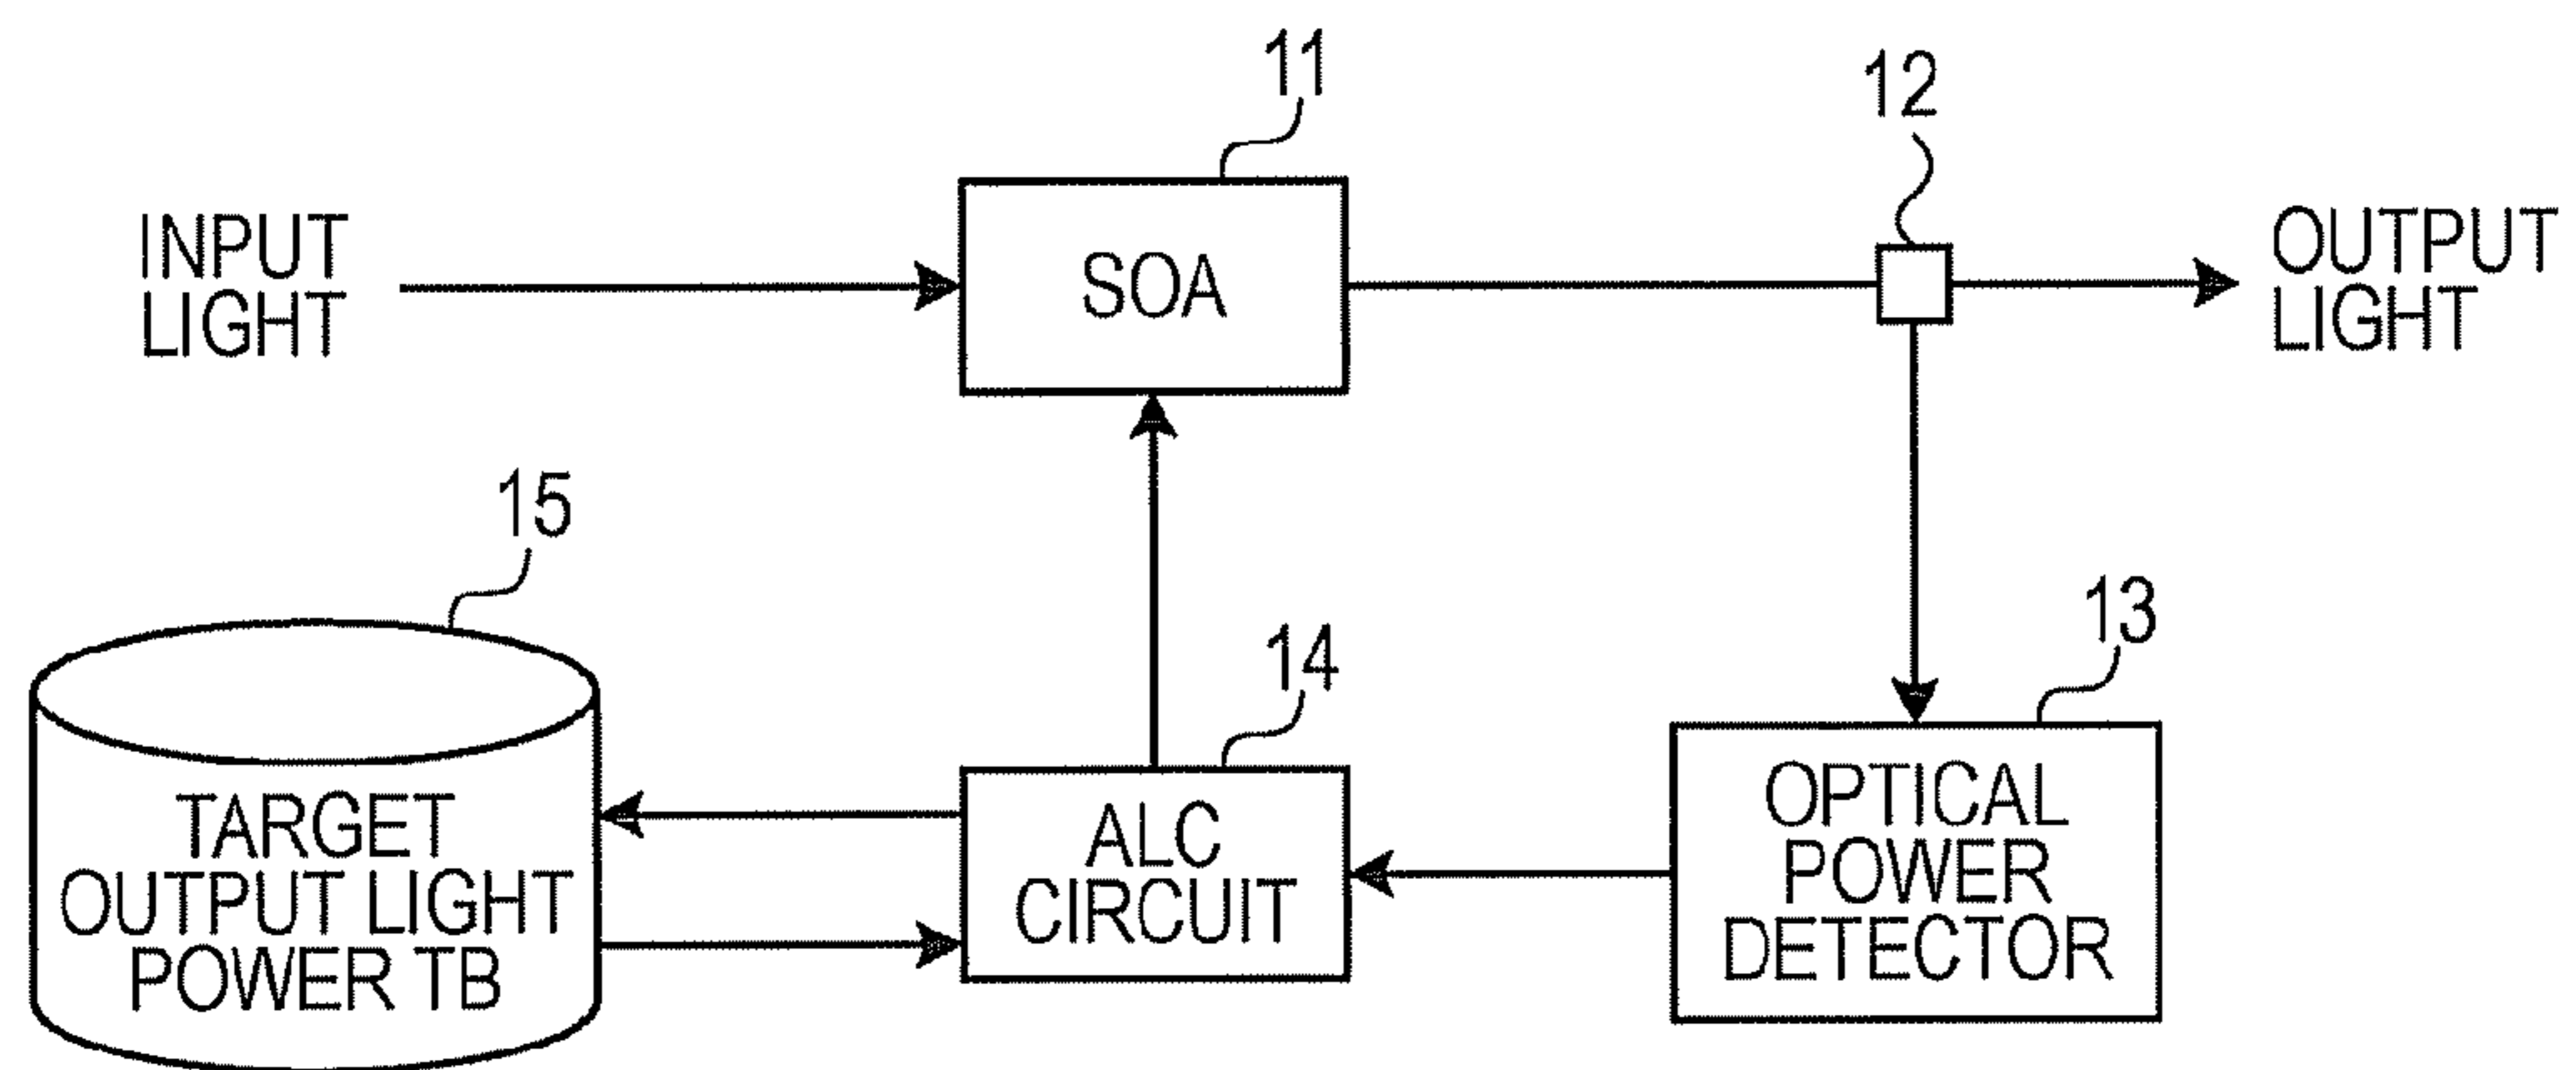 11
12
INPUT
LIGHT
SOA
OUTPUT
LIGHT
15
14
13
TARGET
OUTPUT LIGHT
POWER TB
ALC
CIRCUIT
OPTICAL
POWER
DETECTOR